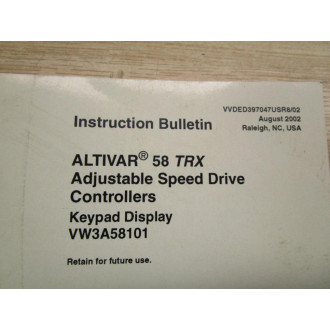 VVDED397047USR8/02
August 2002
Raleigh, NC, USA
Instruction Bulletin
ALTIVAR® 58 TRX
Adjustable Speed Drive
Controllers
Keypad Display
VW3A58101
Retain for future use.